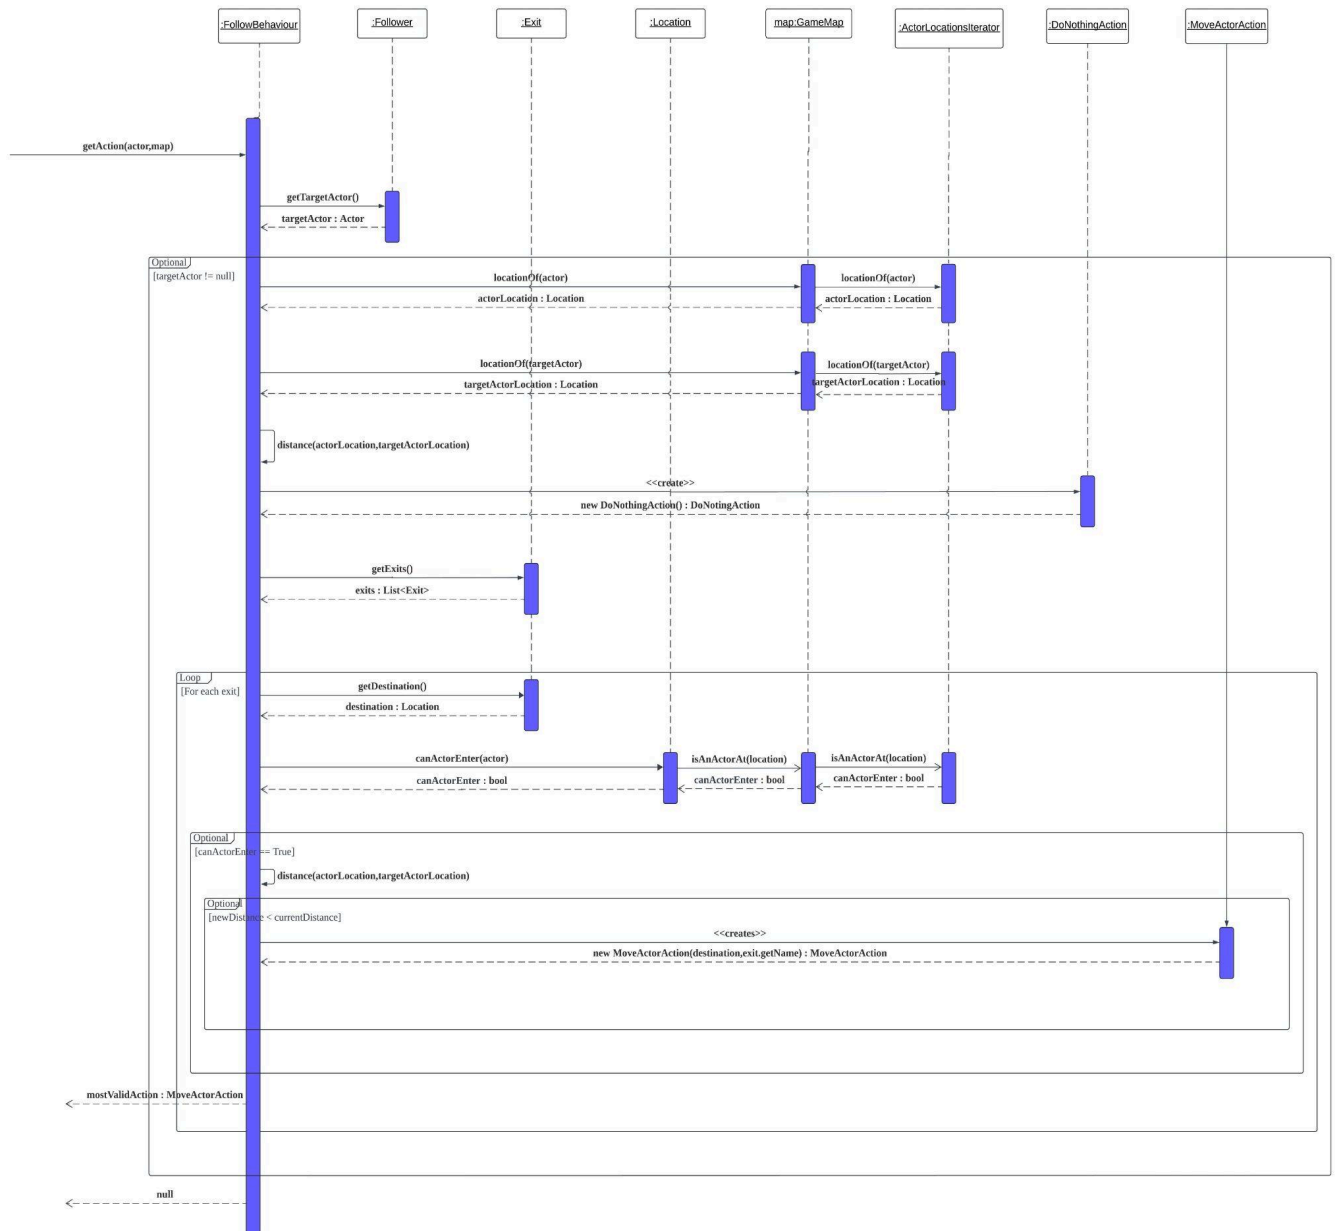 :FollowBehaviour
:Follower
:Exit
:Location
map:GameMap
:ActorLocationsIterator
:DoNothingAction
:MoveActorAction
getAction(actor,map)
getTargetActor()
targetActor : Actor
Optional
[targetActor != null]
locationOf(actor)
locationOf(actor)
actorLocation : Location
actorLocation : Location
locationOf(targetActor)
locationOf(targetActor)
targetActorLocation : Location
targetActorLocation : Location
distance(actorLocation,targetActorLocation)
<<create>>
new DoNothingAction() : DoNotingAction
getExits()
exits : List<Exit>
Loop
[For each exit]
getDestination()
destination : Location
canActorEnter(actor)
isAnActorAt(location)
isAnActorAt(location)
canActorEnter : bool
canActorEnter : bool
canActorEnter : bool
Optional
[canActorEnter == True]
distance(actorLocation,targetActorLocation)
Optional
[newDistance < currentDistance]
<<creates>>
new MoveActorAction(destination,exit.getName) : MoveActorAction
mostValidAction : MoveActorAction
null